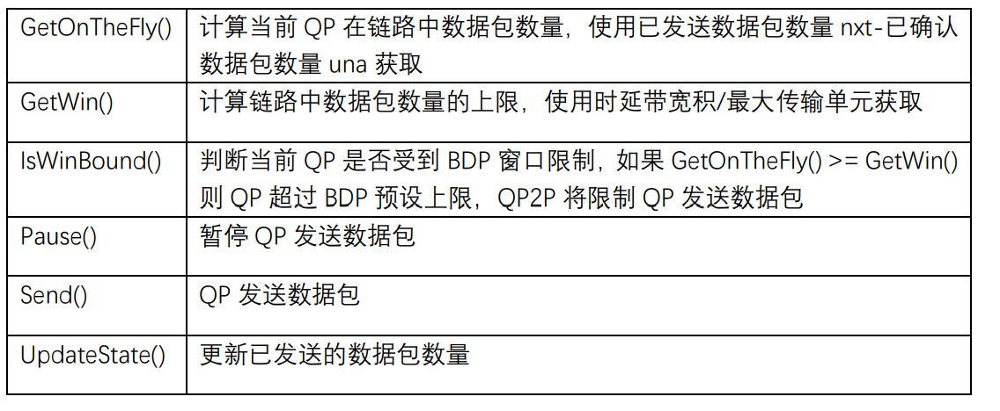 GetOnTheFly() 计算当前 QP 在链路中数据包数量，使用已发送数据包数量 nxt-已确认
数据包数量 una 获取
GetWin() 计算链路中数据包数量的上限，使用时延带宽积/最大传输单元获取
IsWinBound() 判断当前 QP 是否受到 BDP 窗口限制，如果 GetOnTheFly() >= GetWin()
则 QP 超过 BDP 预设上限，QP2P 将限制 QP 发送数据包
Pause() 暂停 QP 发送数据包
Send() QP 发送数据包
UpdateState() 更新已发送的数据包数量